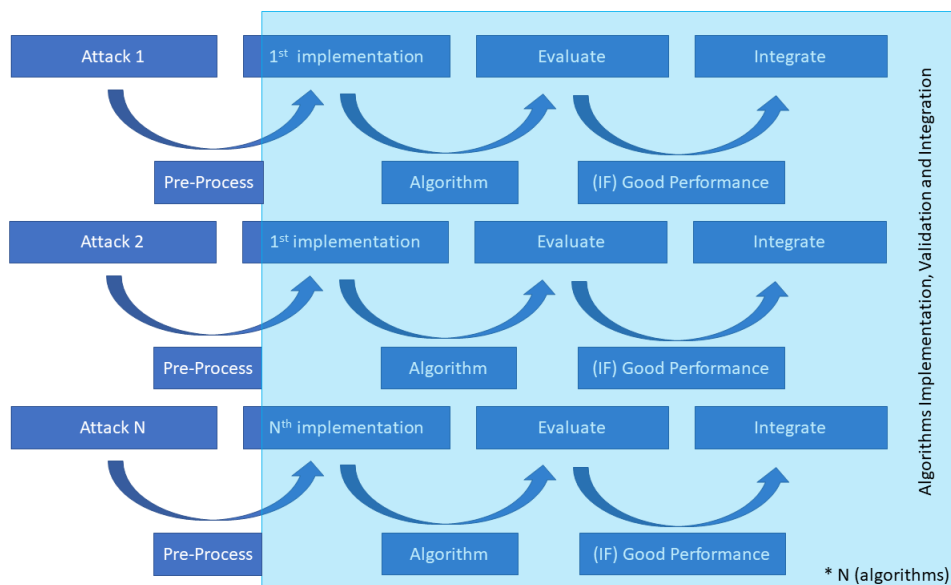 Attack 1
1st implementation
Evaluate
Integrate
Pre-Process
Algorithm
(IF) Good Performance
Attack 2
1st implementation
Evaluate
Integrate
Pre-Process
Algorithm
(IF) Good Performance
Attack N
Nth implementation
Evaluate
Integrate
Pre-Process
Algorithm
(IF) Good Performance
Algorithms Implementation, Validation and Integration
* N (algorithms)